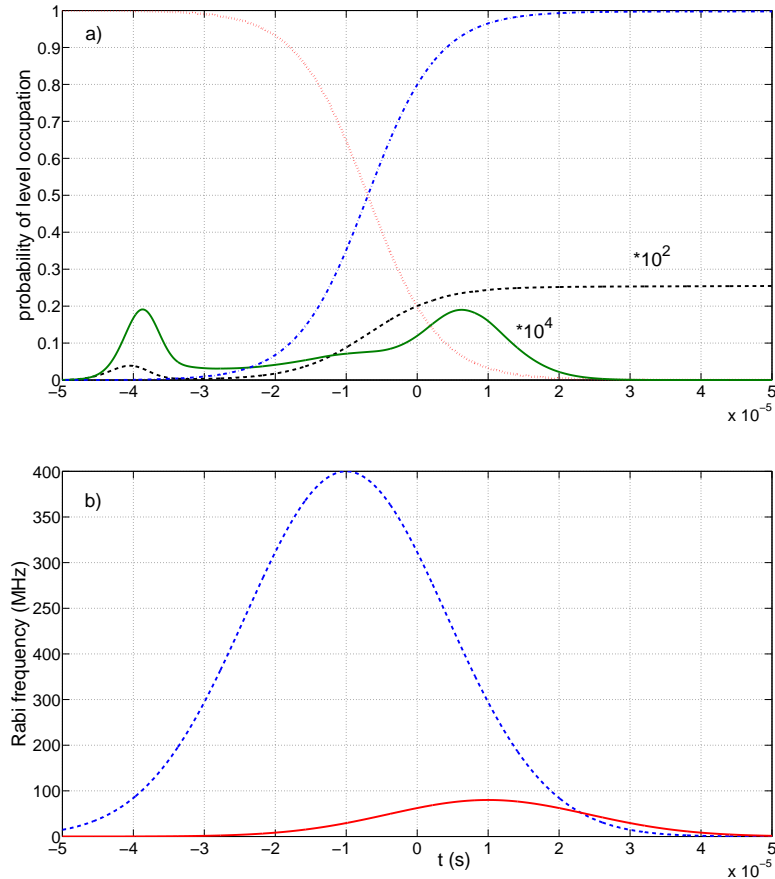 a)
1
0.9
0.8
0.7
0.6
0.5
0.4
0.3
0.2
0.1
0
probability of level occupation
*10^2
*10^4
−5 −4 −3 −2 −1 0 1 2 3 4 5
x 10^−5
b)
400
350
300
250
400
300
200
100
0
Rabi frequency (MHz)
−5 −4 −3 −2 −1 0 1 2 3 4 5
t (s)
x 10^−5